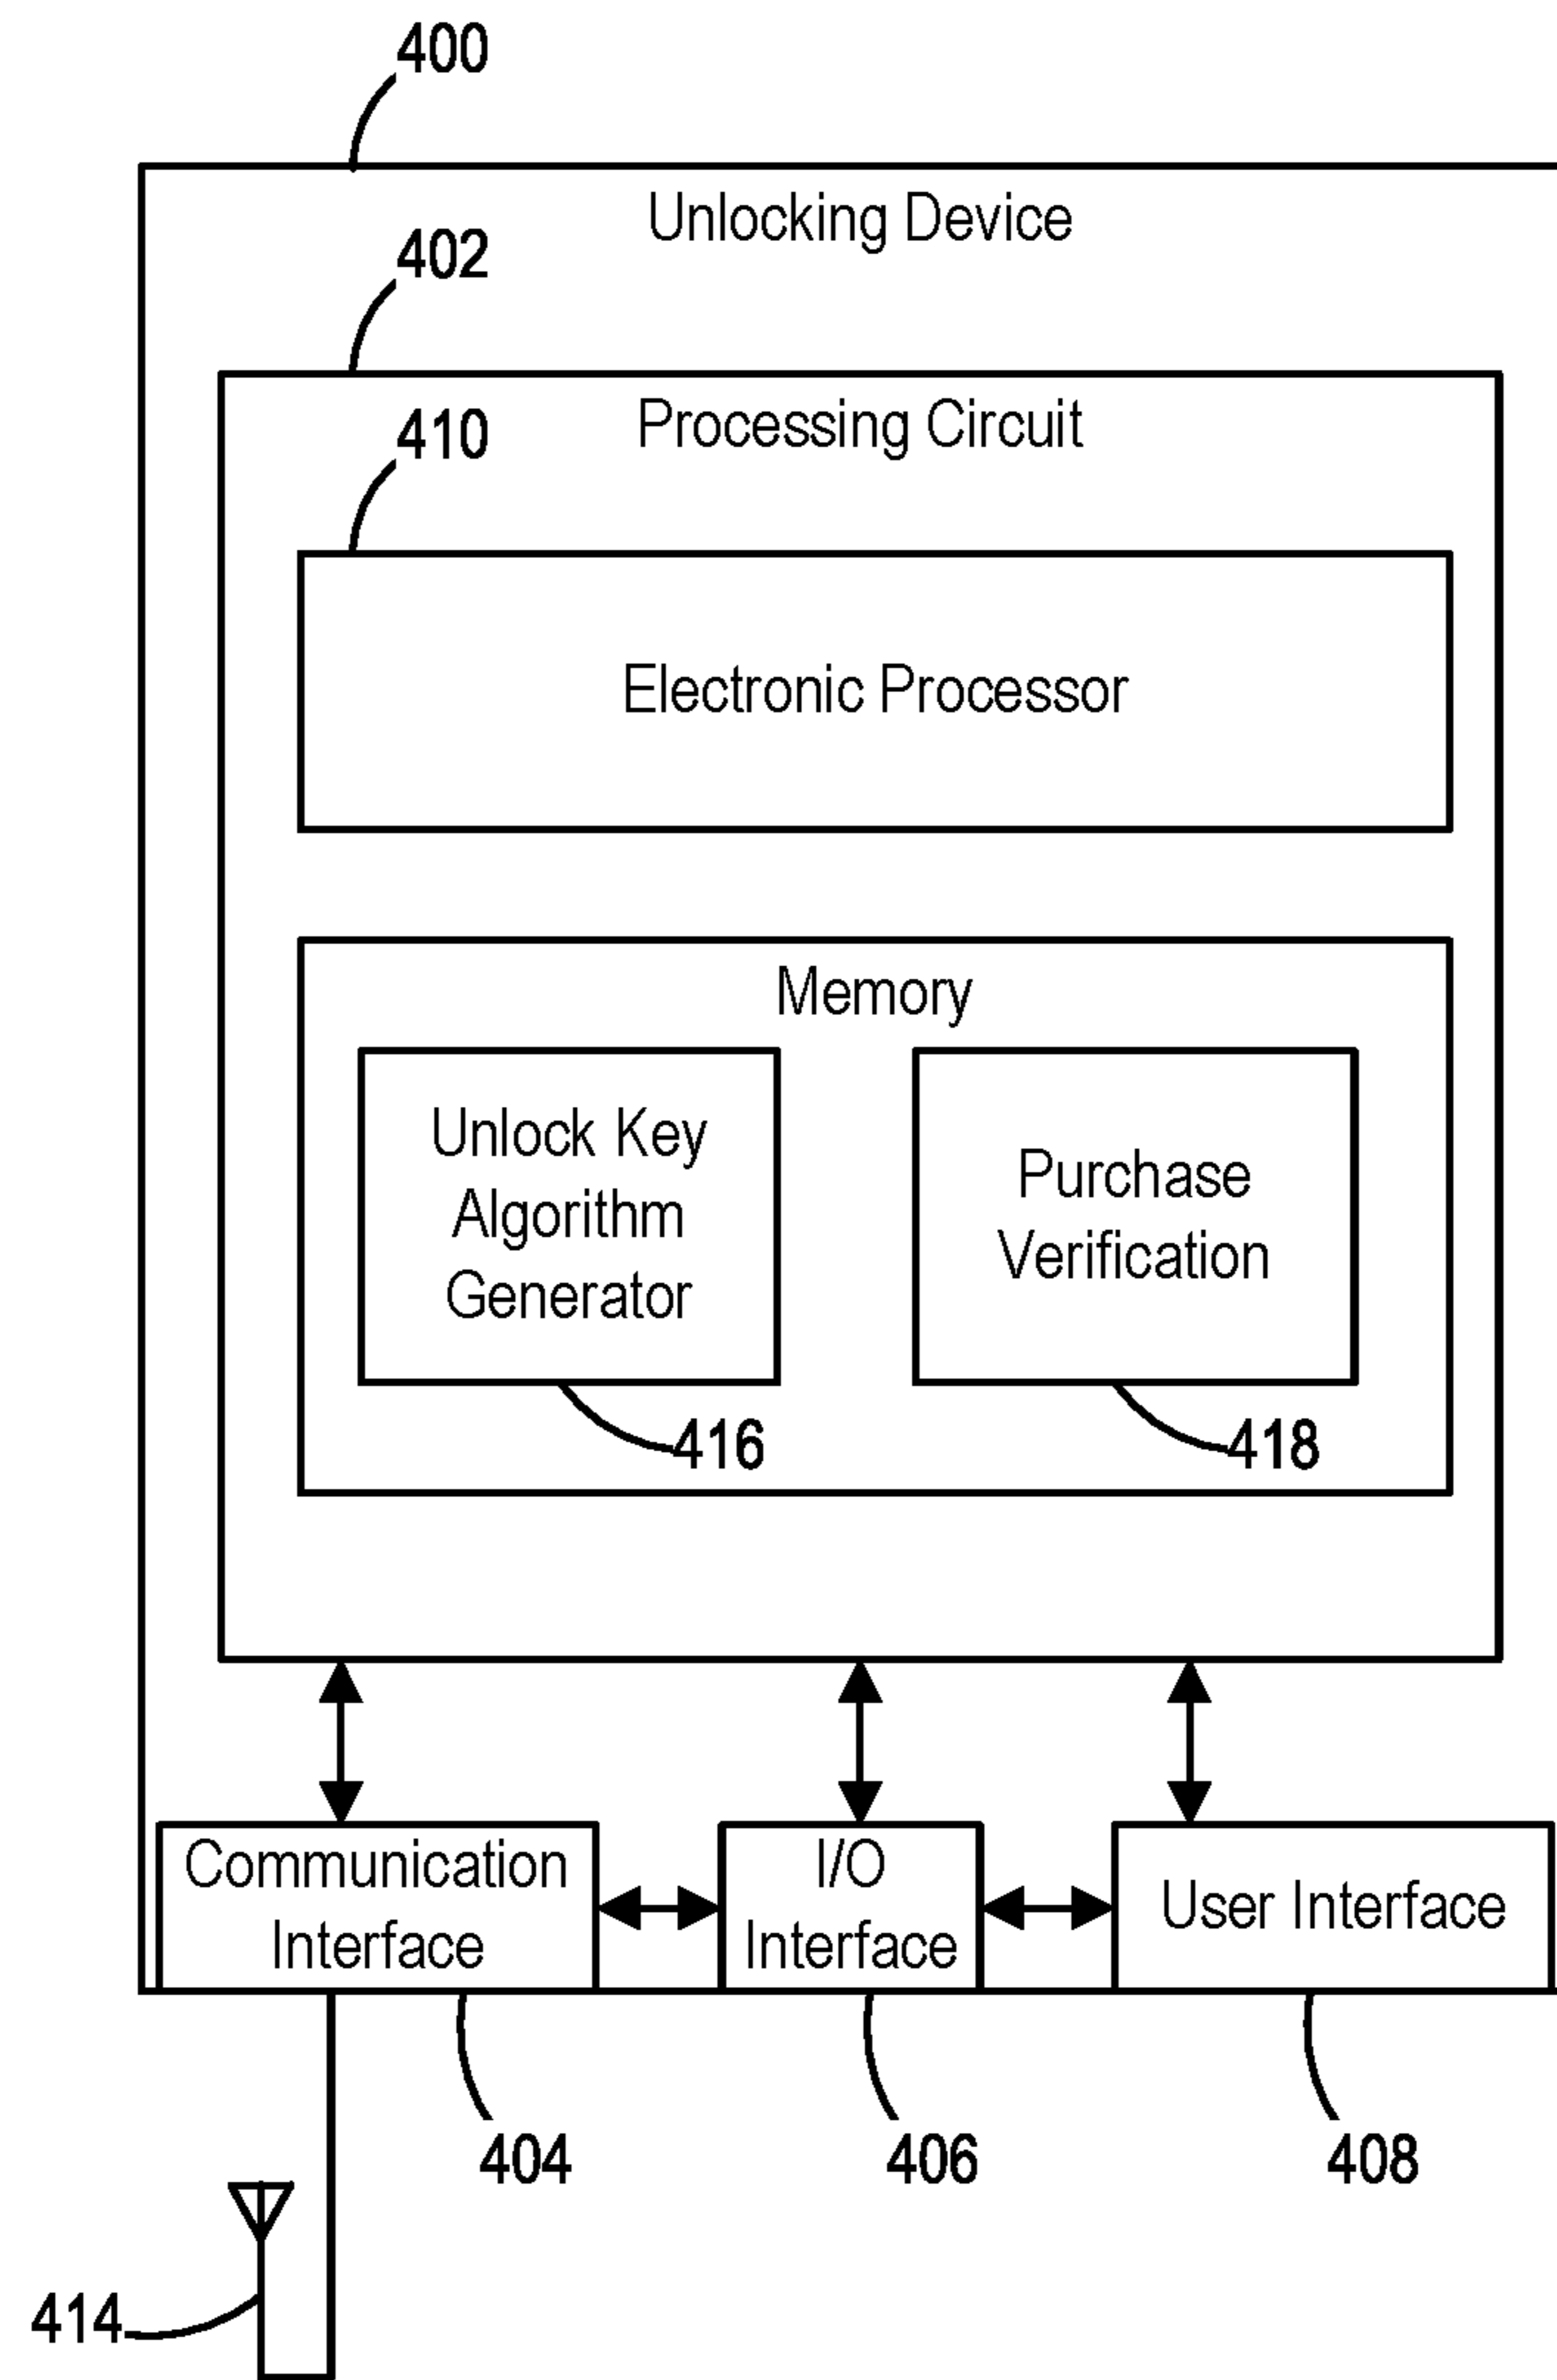 400
Unlocking Device
402
Processing Circuit
410
Electronic Processor
Memory
Unlock Key
Algorithm
Generator
Purchase
Verification
416
418
Communication
Interface
I/O
Interface
User Interface
404
406
408
414